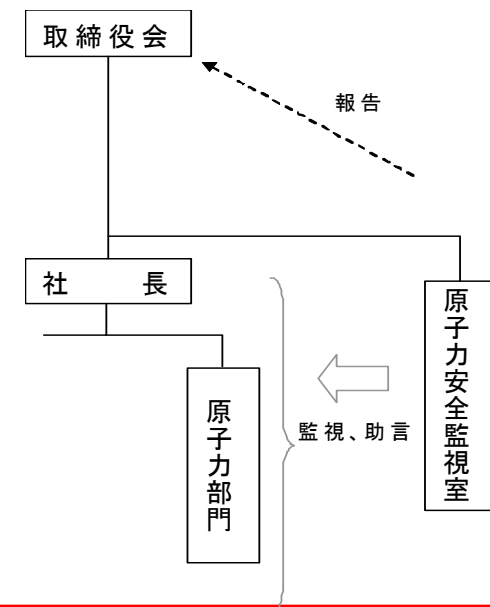 取締役会
報告
社長
原子力安全監視室
監視、助言
原子力部門